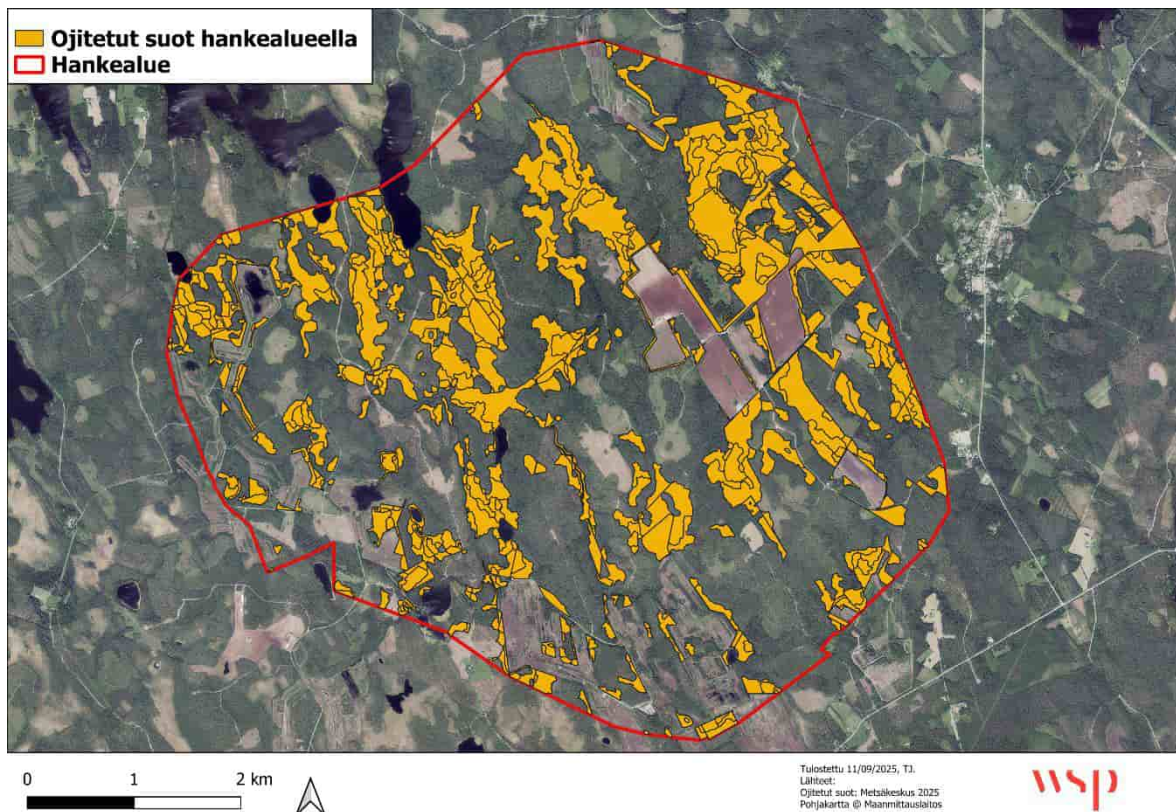 Ojitetut suot hankealueella
Hankealue
0 1 2 km
Tulostettu 11/09/2025, TJ.
Lähteet:
Ojitetut suot: Metsäkeskus 2025
Pohjakartta @ Maanmittauslaitos
wsp